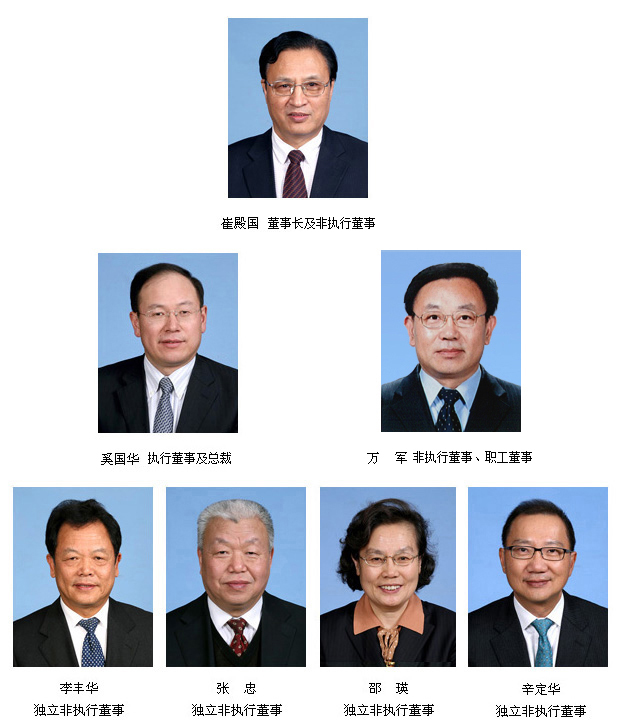 崔殿国 董事长及非执行董事
奚国华 执行董事及总裁
万 军 非执行董事、职工董事
李丰华
独立非执行董事
张 忠
独立非执行董事
邵 瑛
独立非执行董事
辛定华
独立非执行董事